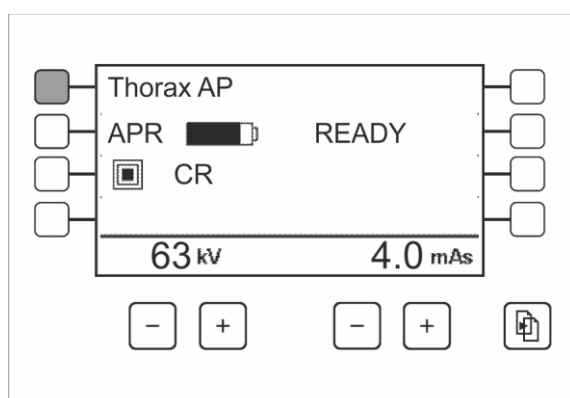 Thorax AP
APR READY
CR
63 kV 4.0 mAs
- + - +